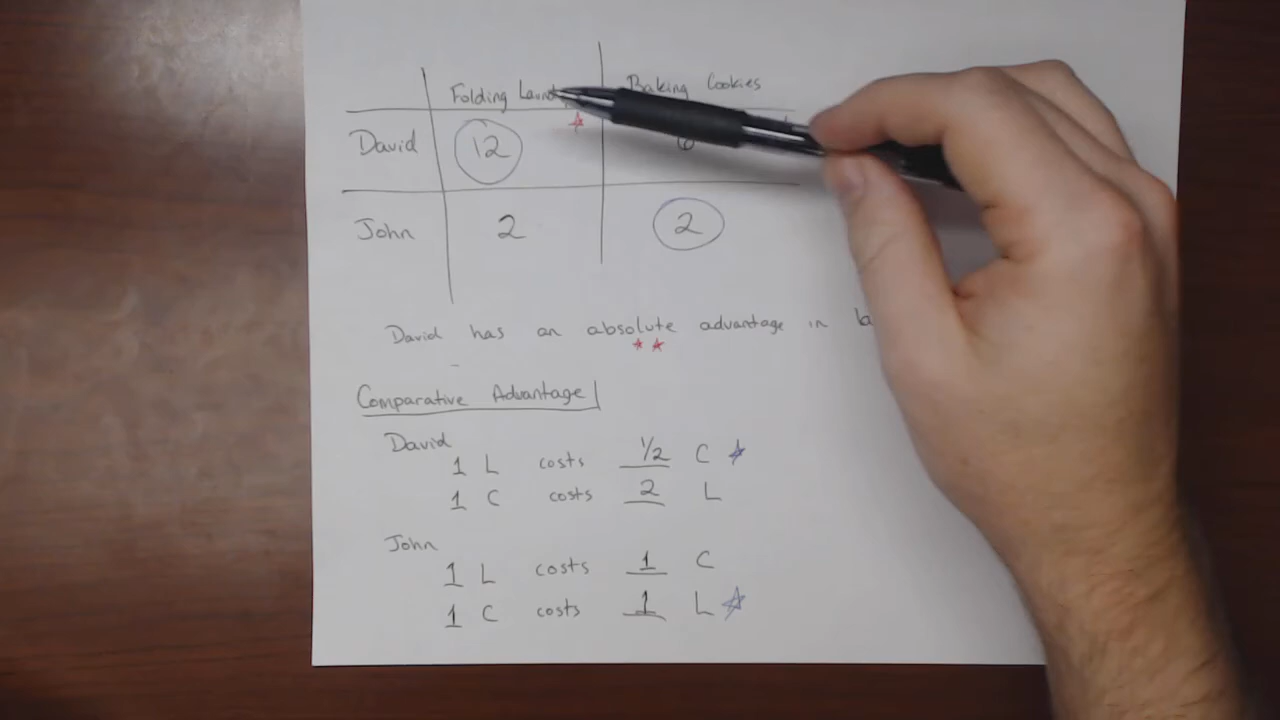 Folding Baking Cookies
David 12 6
John 2 2
David has an absolute advantage in
Comparative Advantage
David
1 L costs 1/2 C
1 C costs 2 L
John
1 L costs 1 C
1 C costs 1 L